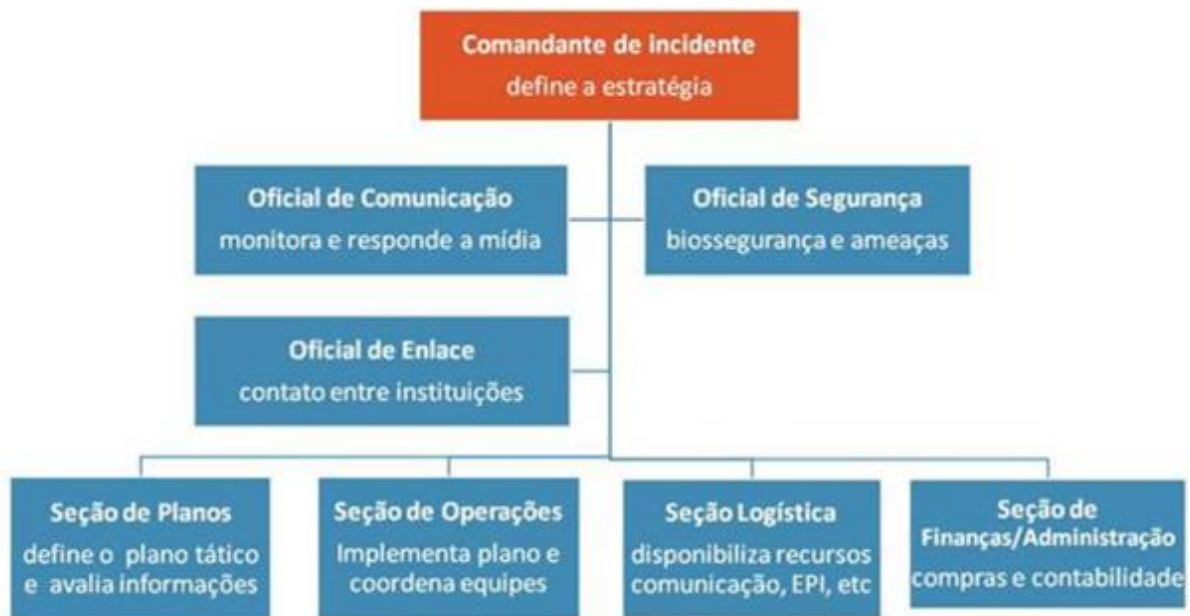 Comandante de incidente
define a estratégia
Oficial de Comunicação
monitora e responde a mídia
Oficial de Segurança
biossegurança e ameaças
Oficial de Enlace
contato entre instituições
Seção de Planos
define o plano tático
e avalia informações
Seção de Operações
Implementa plano e
coordena equipes
Seção Logística
disponibiliza recursos
comunicação, EPI, etc
Seção de
Finanças/Administração
compras e contabilidade